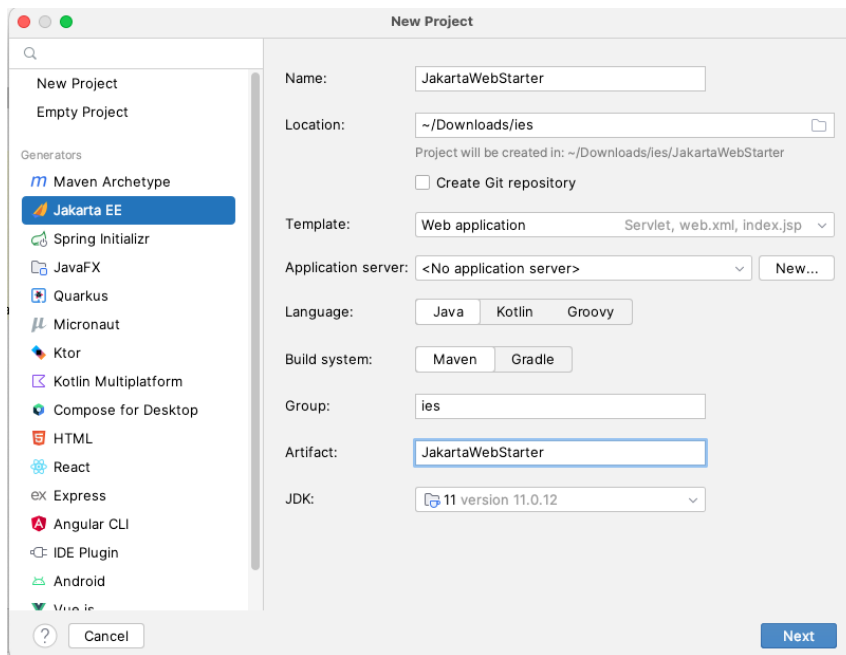 New Project
New Project
Empty Project
Generators
Maven Archetype
Jakarta EE
Spring Initializr
JavaFX
Quarkus
Micronaut
Ktor
Kotlin Multiplatform
Compose for Desktop
HTML
React
ex Express
Angular CLI
IDE Plugin
Android
Vue.js
Name: JakartaWebStarter
Location: ~/Downloads/ies
Project will be created in: ~/Downloads/ies/JakartaWebStarter
Create Git repository
Template: Web application Servlet, web.xml, index.jsp
Application server: <No application server> New...
Language: Java Kotlin Groovy
Build system: Maven Gradle
Group: ies
Artifact: JakartaWebStarter
JDK: 11 version 11.0.12
? Cancel Next